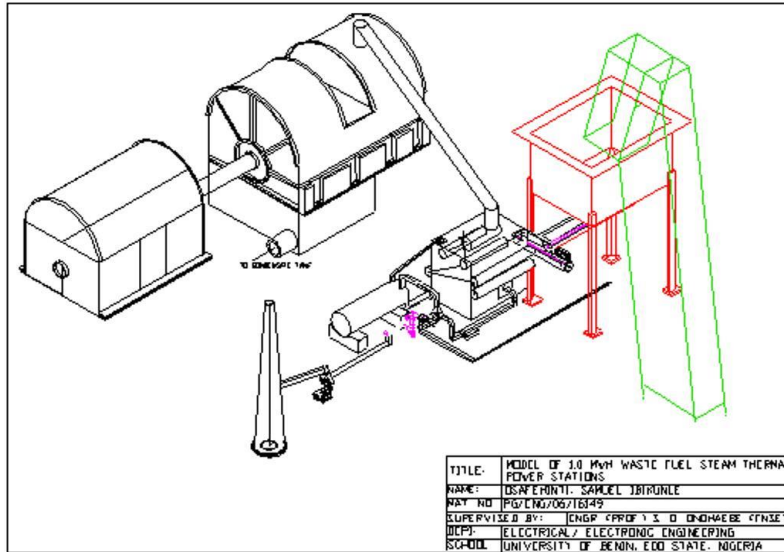 TO CONDENSATE TANK
TITLE: MODEL OF 1.0 MWH WASTE FUEL STEAM THERMAL
POWER STATIONS
NAME: OSAFEHINTI, SAMUEL IBIKUNLE
MAT NO PG/ENG/06/16149
SUPERVISED BY: ENGR (PROF) S. O.
DEPT: ELECTRICAL/ ELECTRONIC ENGINEERING
SCHOOL UNIVERSITY OF BENIN, EDO STATE, NIGERIA